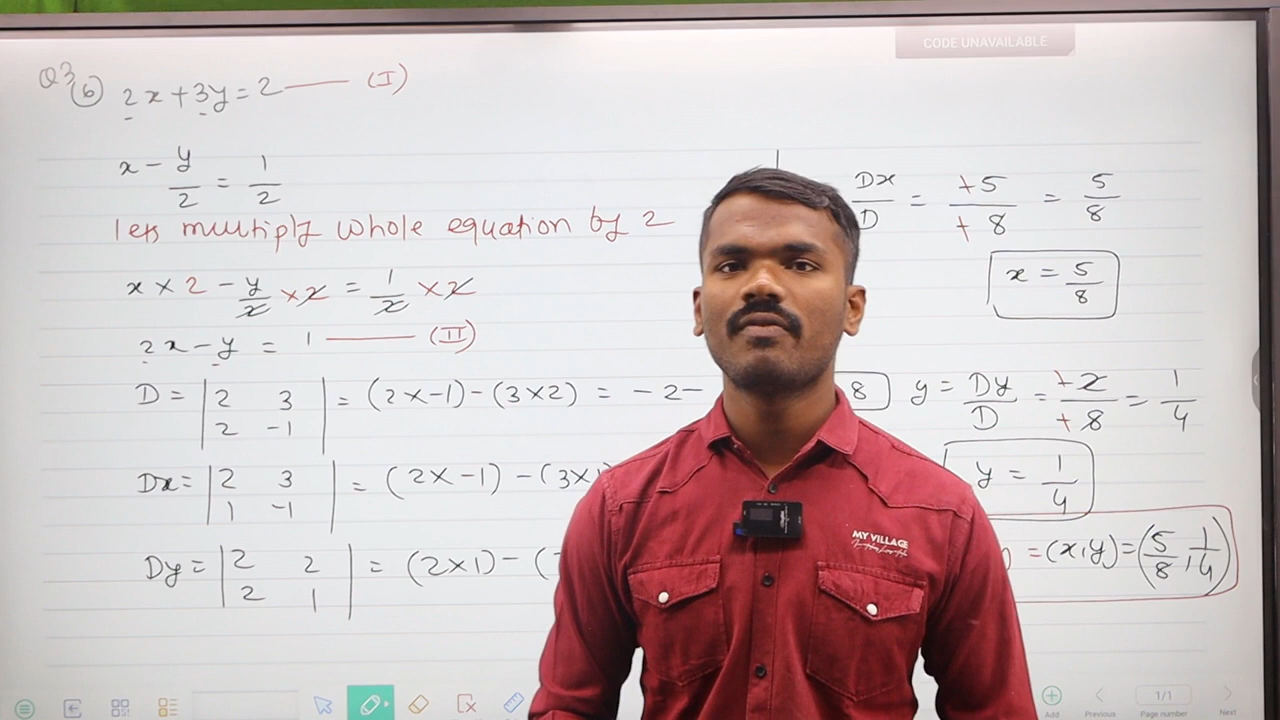 CODE UNAVAILABLE
Q3 (6) 2x+3y=2 —— (I)
x - y/2 = 1/2
lets multiply whole equation by 2
x × 2 - y/2 × 2 = 1/2 × 2
2x - y = 1 —— (II)
D = | 2 3 ; 2 -1 | = (2×-1) - (3×2) = -2-
8
Dx = | 2 3 ; 1 -1 | = (2×-1) - (3×1
Dy = | 2 2 ; 2 1 | = (2×1) - (
Dx/D = +5/+8 = 5/8
x = 5/8
y = Dy/D = +2/+8 = 1/4
y = 1/4
) = (x,y) = (5/8, 1/4)
MY VILLAGE
Add
Previous
1/1
Page number
Next